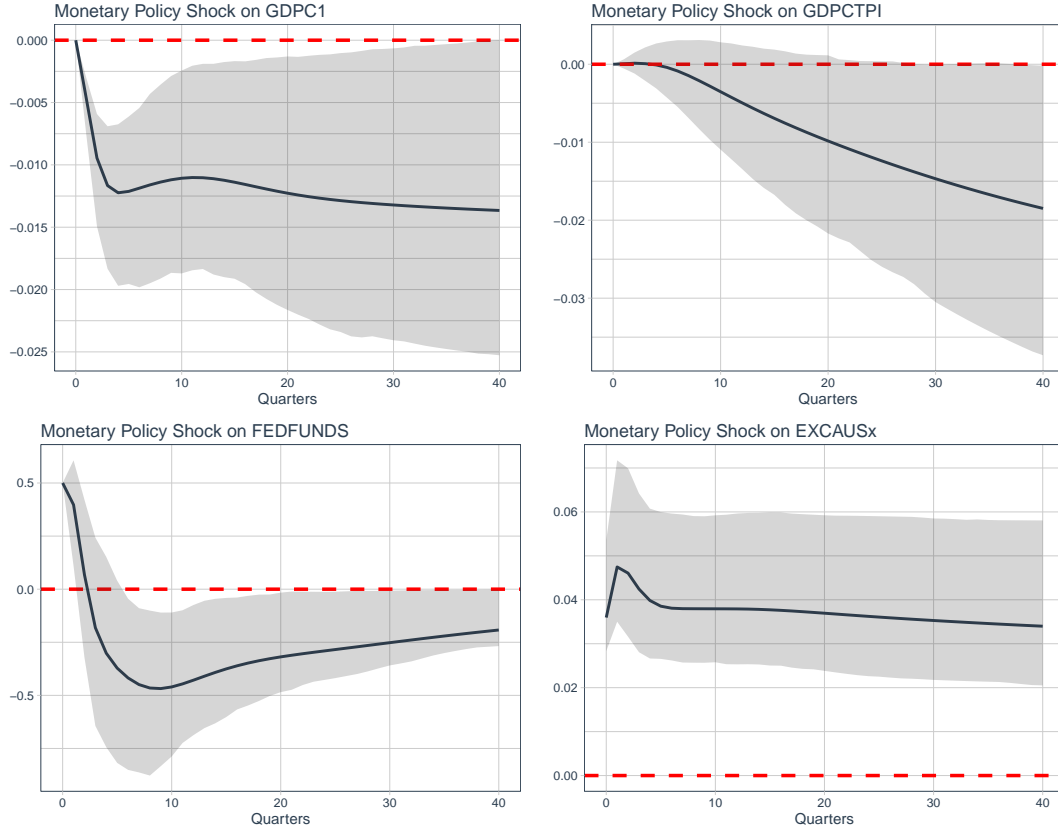 Monetary Policy Shock on GDPC1
0.000
−0.005
−0.010
−0.015
−0.020
−0.025
0 10 20 30 40
Quarters
Monetary Policy Shock on GDPCTPI
0.00
−0.01
−0.02
−0.03
0 10 20 30 40
Quarters
Monetary Policy Shock on FEDFUNDS
0.5
0.0
−0.5
0 10 20 30 40
Quarters
Monetary Policy Shock on EXCAUSx
0.06
0.04
0.02
0.00
0 10 20 30 40
Quarters